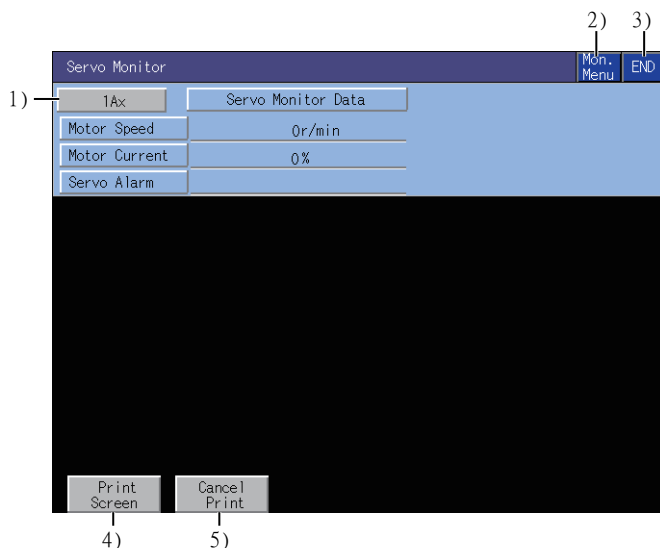 2) 3)
Servo Monitor
Mon.
Menu
END
1)
1Ax
Servo Monitor Data
Motor Speed
0r/min
Motor Current
0%
Servo Alarm
Print
Screen
Cancel
Print
4) 5)